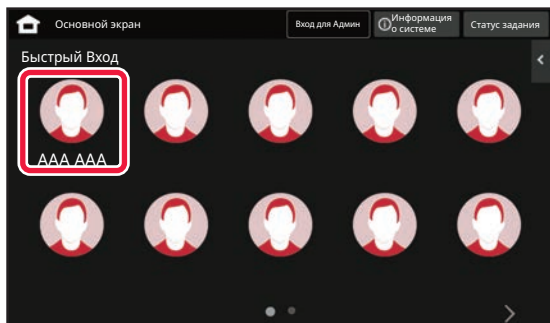 Основной экран
Вход для Админ
Информация
о системе
Статус задания
Быстрый Вход
AAA AAA